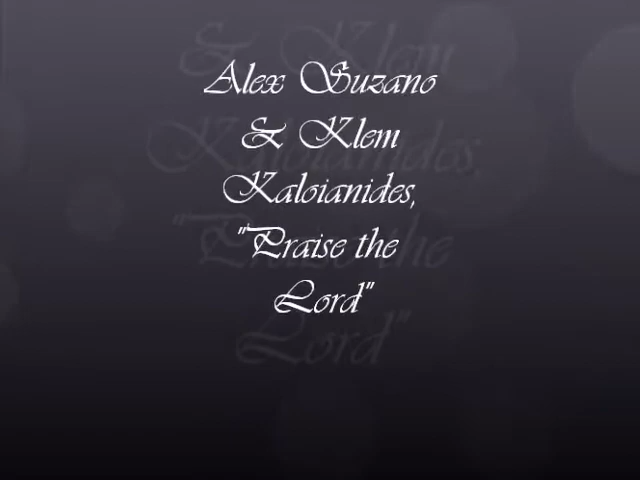 Alex Suzano
& Klem
Kaloianides,
"Praise the
Lord"